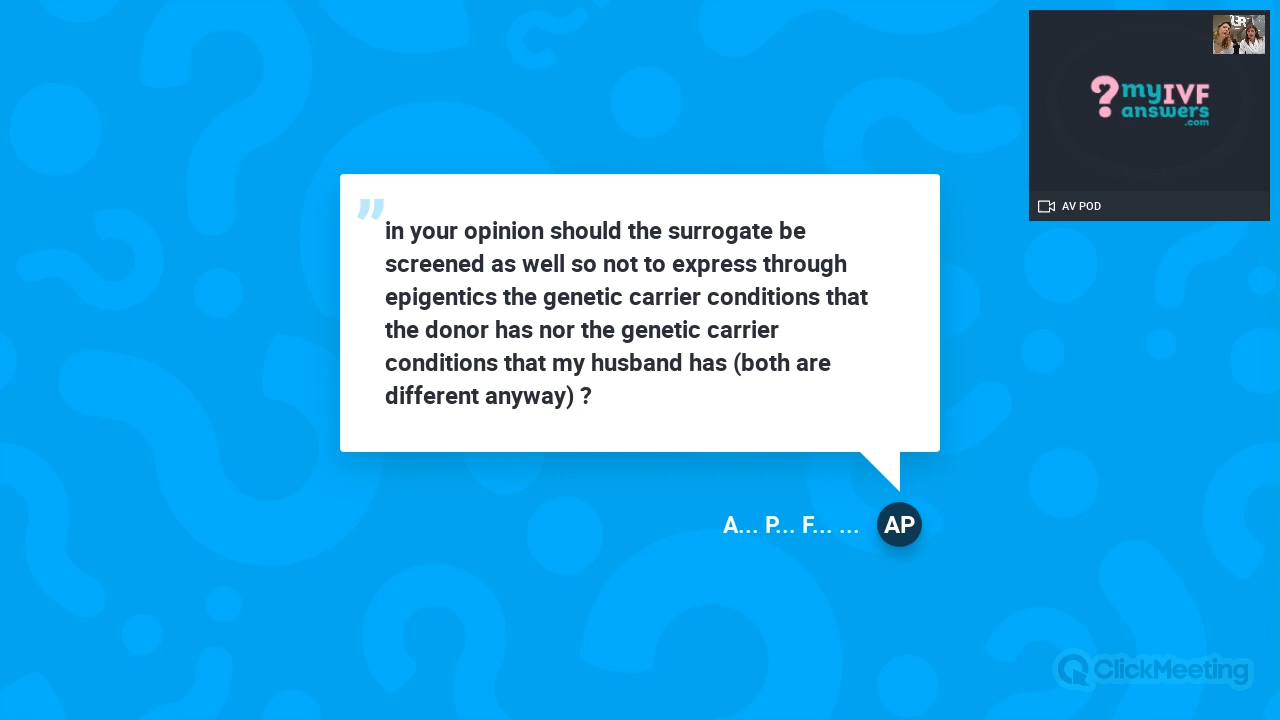 ?myIVF
answers
.com
AV POD
” in your opinion should the surrogate be
screened as well so not to express through
epigentics the genetic carrier conditions that
the donor has nor the genetic carrier
conditions that my husband has (both are
different anyway) ?
A... P... F... ... AP
ClickMeeting